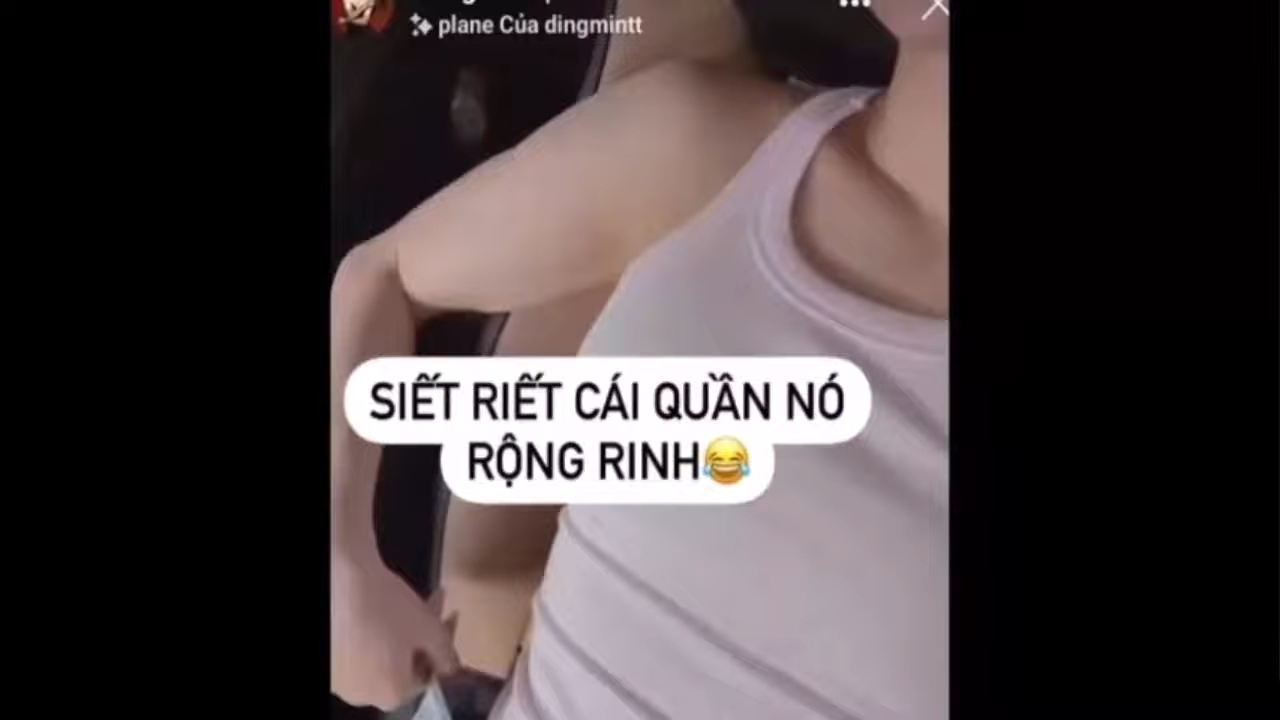 plane Của dingmintt
SIẾT RIẾT CÁI QUẦN NÓ
RỘNG RINH😂